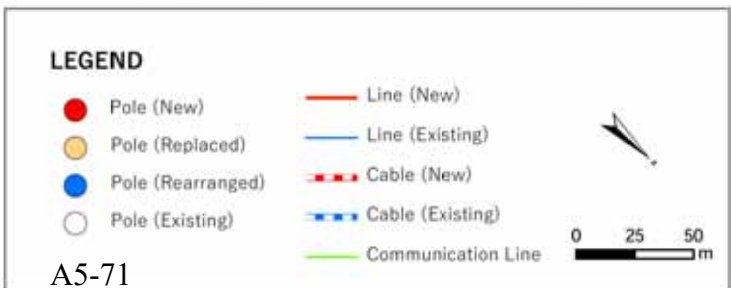 LEGEND
Pole (New)
Pole (Replaced)
Pole (Rearranged)
Pole (Existing)
Line (New)
Line (Existing)
Cable (New)
Cable (Existing)
Communication Line
0 25 50
m
A5-71